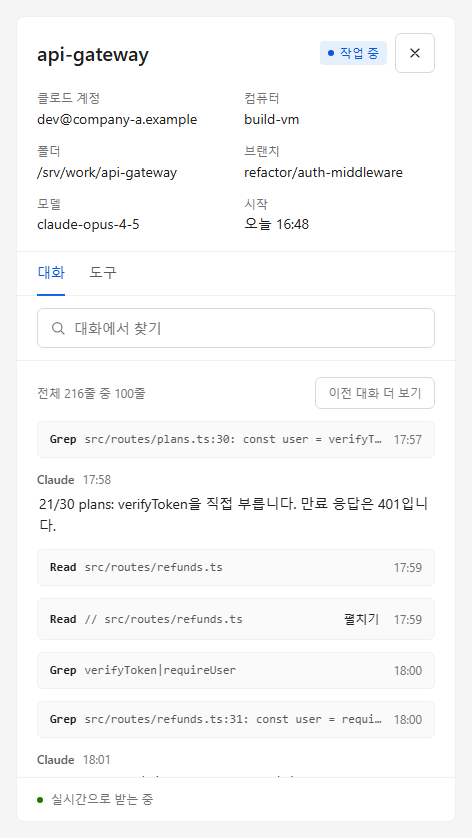 api-gateway
작업 중
클로드 계정
컴퓨터
dev@company-a.example
build-vm
폴더
브랜치
/srv/work/api-gateway
refactor/auth-middleware
모델
시작
claude-opus-4-5
오늘 16:48
대화
도구
대화에서 찾기
전체 216줄 중 100줄
이전 대화 더 보기
Grep src/routes/plans.ts:30: const user = verifyT… 17:57
Claude 17:58
21/30 plans: verifyToken을 직접 부릅니다. 만료 응답은 401입니
다.
Read src/routes/refunds.ts 17:59
Read // src/routes/refunds.ts 펼치기 17:59
Grep verifyToken|requireUser 18:00
Grep src/routes/refunds.ts:31: const user = requi… 18:00
Claude 18:01
실시간으로 받는 중